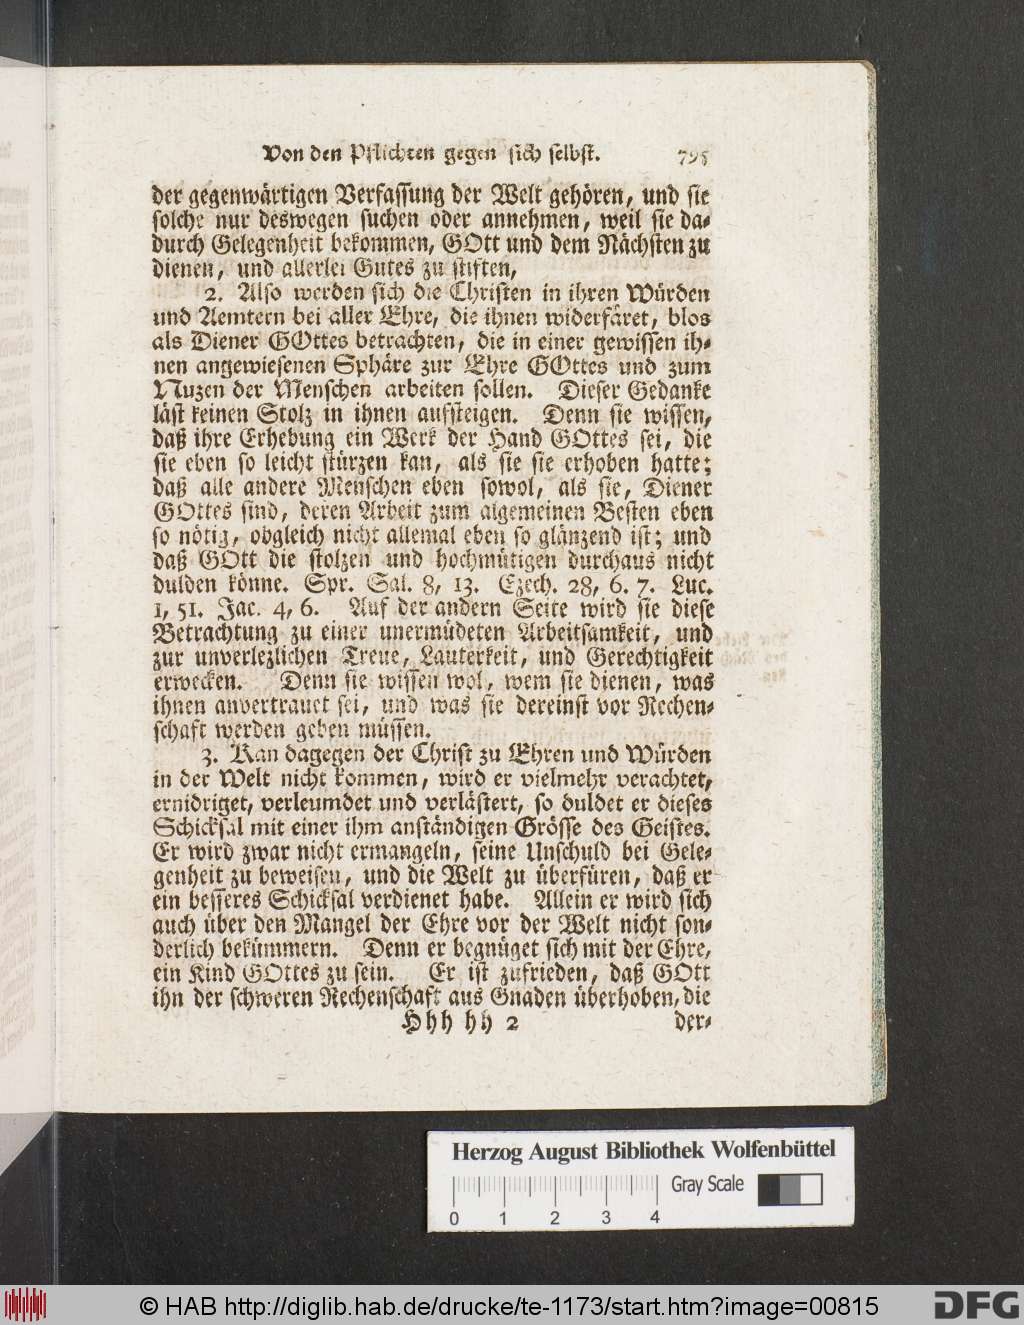 Von den Pflichten gegen sich selbst. 795
der gegenwärtigen Verfassung der Welt gehören, und sie
solche nur deswegen suchen oder annehmen, weil sie da-
durch Gelegenheit bekommen, GOtt und dem Nächsten zu
dienen, und allerlei Gutes zu stiften,
2. Also werden sich die Christen in ihren Würden
und Aemtern bei aller Ehre, die ihnen widerfäret, blos
als Diener GOttes betrachten, die in einer gewissen ih-
nen angewiesenen Sphäre zur Ehre GOttes und zum
Nuzen der Menschen arbeiten sollen. Dieser Gedanke
läst keinen Stolz in ihnen aufsteigen. Denn sie wissen,
daß ihre Erhebung ein Werk der Hand GOttes sei, die
sie eben so leicht stürzen kan, als sie sie erhoben hatte;
daß alle andere Menschen eben sowol, als sie, Diener
GOttes sind, deren Arbeit zum algemeinen Besten eben
so nötig, obgleich nicht allemal eben so glänzend ist; und
daß GOtt die stolzen und hochmütigen durchaus nicht
dulden könne. Spr. Sal. 8, 13. Ezech. 28, 6. 7. Luc.
1, 51. Jac. 4, 6. Auf der andern Seite wird sie diese
Betrachtung zu einer unermüdeten Arbeitsamkeit, und
zur unverlezlichen Treue, Lauterkeit, und Gerechtigkeit
erwecken. Denn sie wissen wol, wem sie dienen, was
ihnen anvertrauet sei, und was sie dereinst vor Rechen-
schaft werden geben müssen.
3. Kan dagegen der Christ zu Ehren und Würden
in der Welt nicht kommen, wird er vielmehr verachtet,
ernidriget, verleumdet und verlästert, so duldet er dieses
Schicksal mit einer ihm anständigen Grösse des Geistes.
Er wird zwar nicht ermangeln, seine Unschuld bei Gele-
genheit zu beweisen, und die Welt zu überfüren, daß er
ein besseres Schicksal verdienet habe. Allein er wird sich
auch über den Mangel der Ehre vor der Welt nicht son-
derlich bekümmern. Denn er begnüget sich mit der Ehre,
ein Kind GOttes zu sein. Er ist zufrieden, daß GOtt
ihn der schweren Rechenschaft aus Gnaden überhoben, die
Hhh hh 2 der-
Herzog August Bibliothek Wolfenbüttel
Gray Scale
0 1 2 3 4
© HAB http://diglib.hab.de/drucke/te-1173/start.htm?image=00815
DFG